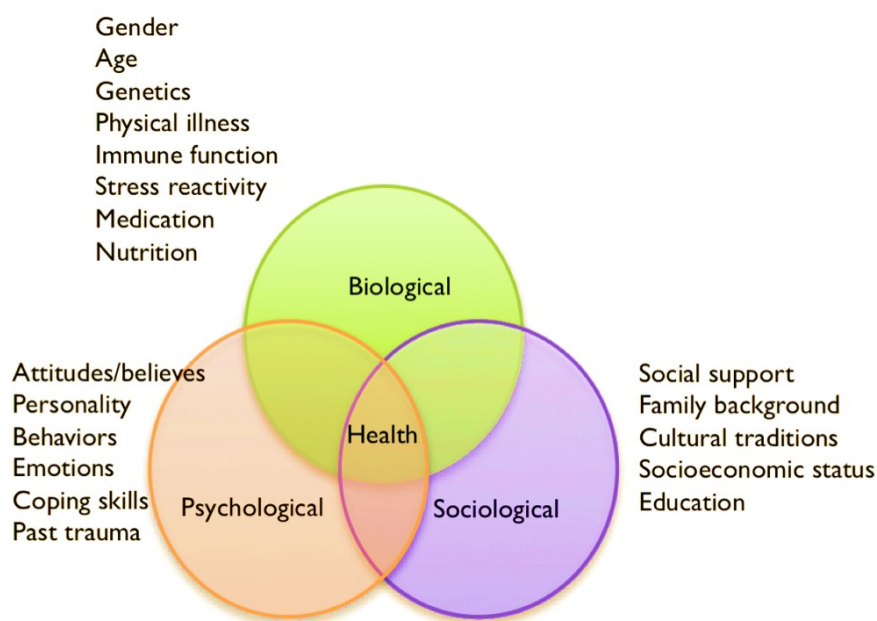 Gender
Age
Genetics
Physical illness
Immune function
Stress reactivity
Medication
Nutrition
Biological
Attitudes/believes
Personality
Behaviors
Emotions
Coping skills
Past trauma
Health
Psychological
Sociological
Social support
Family background
Cultural traditions
Socioeconomic status
Education